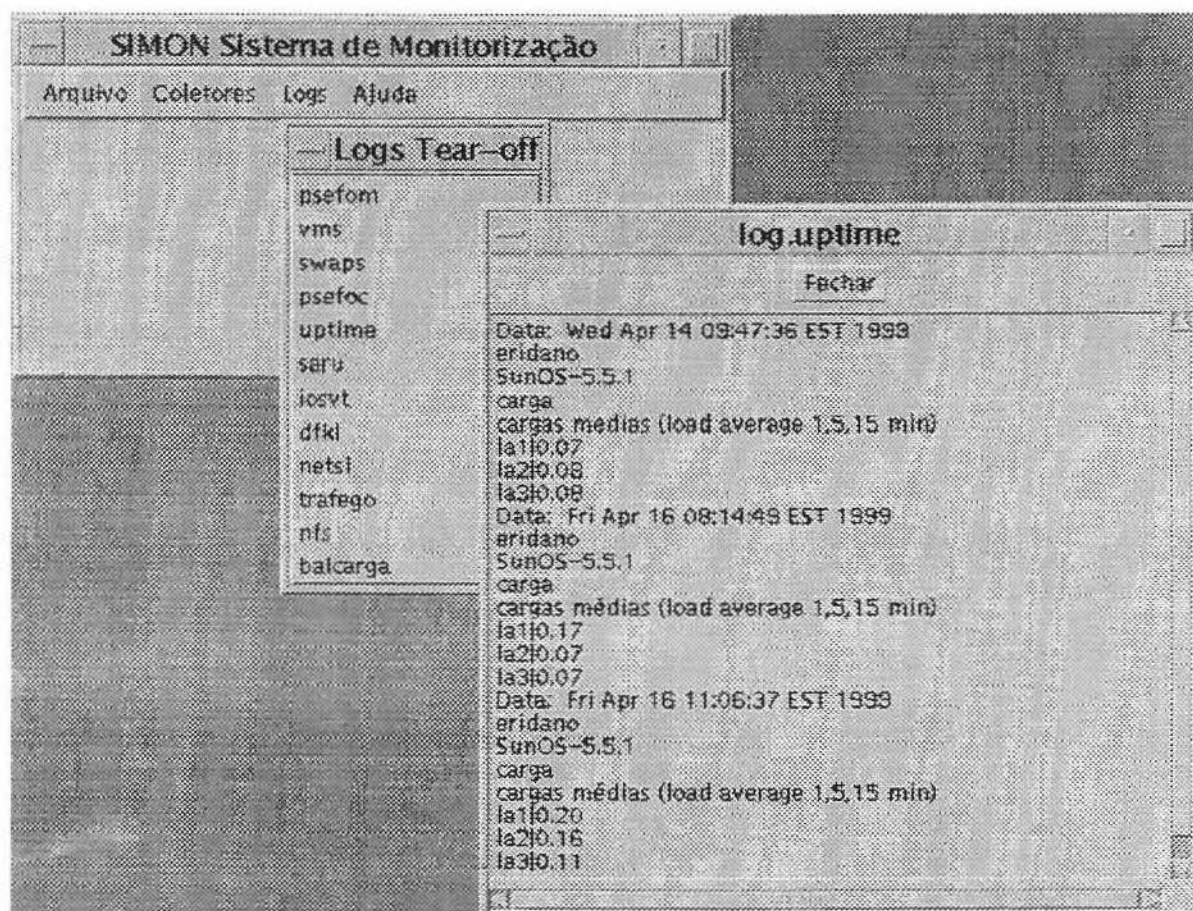 SIMON Sistema de Monitorização
Arquivo Coletores Logs Ajuda
Logs Tear-off
psefom
vms
swaps
psefoc
uptime
saru
iosvt
dfkl
netsi
trafego
nfs
balcarga
log.uptime
Fechar
Data: Wed Apr 14 09:47:36 EST 1999
eridano
SunOS-5.5.1
carga
cargas médias (load average 1,5,15 min)
la1|0.07
la2|0.08
la3|0.08
Data: Fri Apr 16 08:14:49 EST 1999
eridano
SunOS-5.5.1
carga
cargas médias (load average 1,5,15 min)
la1|0.17
la2|0.07
la3|0.07
Data: Fri Apr 16 11:06:37 EST 1999
eridano
SunOS-5.5.1
carga
cargas médias (load average 1,5,15 min)
la1|0.20
la2|0.16
la3|0.11